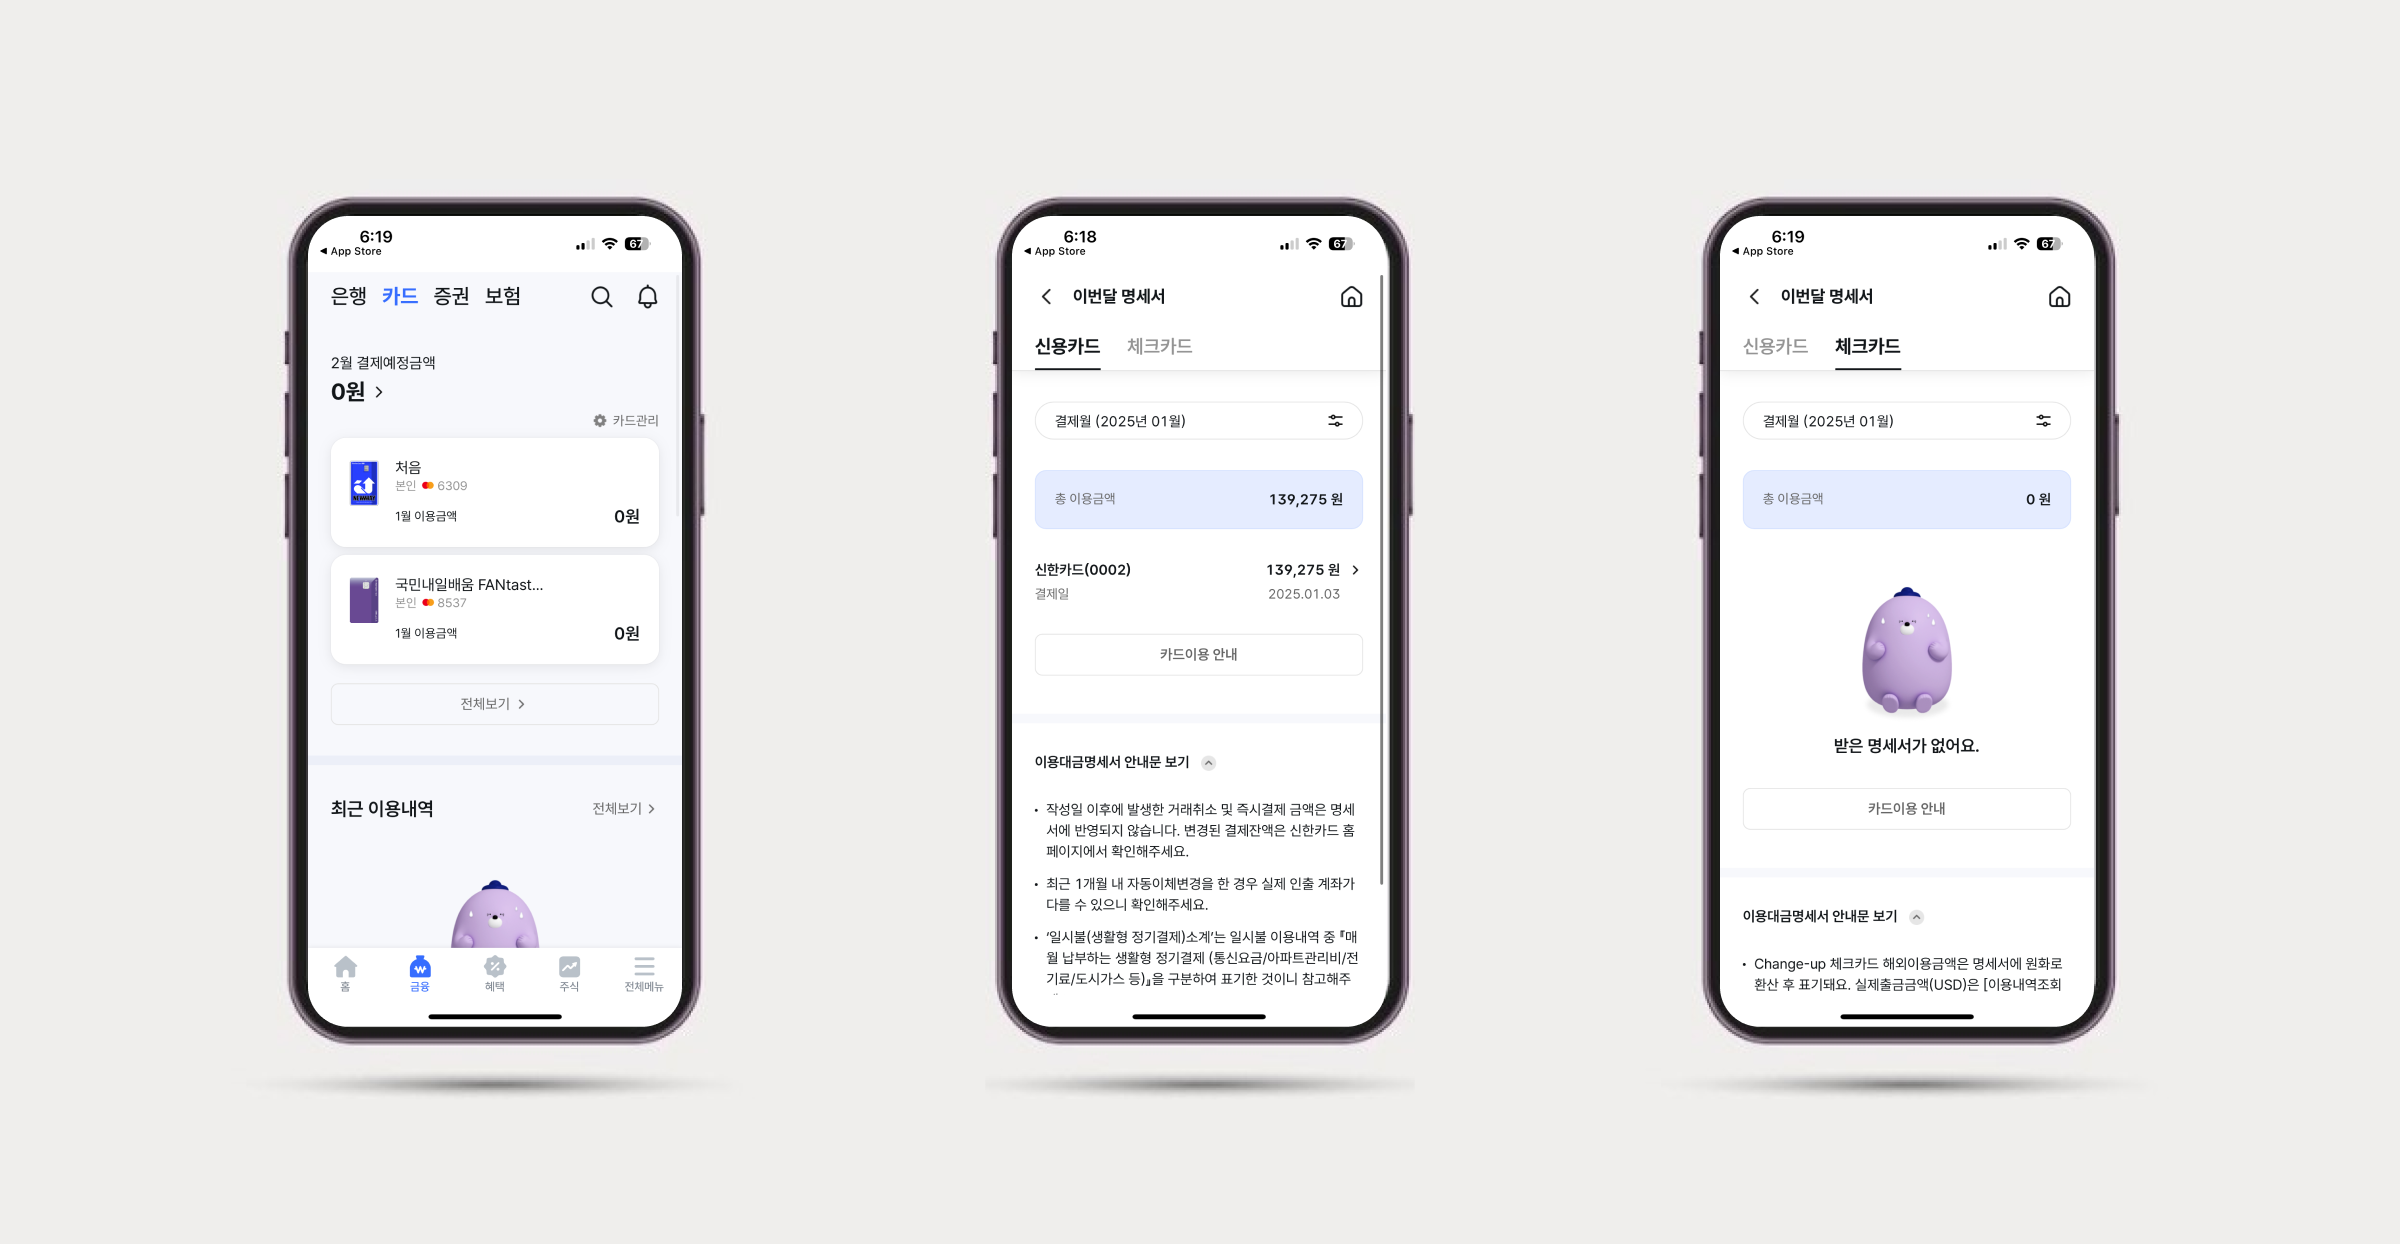 6:19
◀ App Store
67
은행 카드 증권 보험
2월 결제예정금액
0원 >
카드관리
처음
본인 6309
1월 이용금액 0원
국민내일배움 FANtast...
본인 8537
1월 이용금액 0원
전체보기 >
최근 이용내역 전체보기 >
홈 금융 혜택 주식 전체메뉴
6:18
◀ App Store
67
이번달 명세서
신용카드 체크카드
결제월 (2025년 01월)
총 이용금액 139,275 원
신한카드(0002) 139,275 원 >
결제일 2025.01.03
카드이용 안내
이용대금명세서 안내문 보기
• 작성일 이후에 발생한 거래취소 및 즉시결제 금액은 명세
서에 반영되지 않습니다. 변경된 결제잔액은 신한카드 홈
페이지에서 확인해주세요.
• 최근 1개월 내 자동이체변경을 한 경우 실제 인출 계좌가
다를 수 있으니 확인해주세요.
• '일시불(생활형 정기결제)소계'는 일시불 이용내역 중 『매
월 납부하는 생활형 정기결제 (통신요금/아파트관리비/전
기료/도시가스 등)』을 구분하여 표기한 것이니 참고해주
6:19
◀ App Store
67
이번달 명세서
신용카드 체크카드
결제월 (2025년 01월)
총 이용금액 0 원
받은 명세서가 없어요.
카드이용 안내
이용대금명세서 안내문 보기
• Change-up 체크카드 해외이용금액은 명세서에 원화로
환산 후 표기돼요. 실제출금금액(USD)은 [이용내역조회